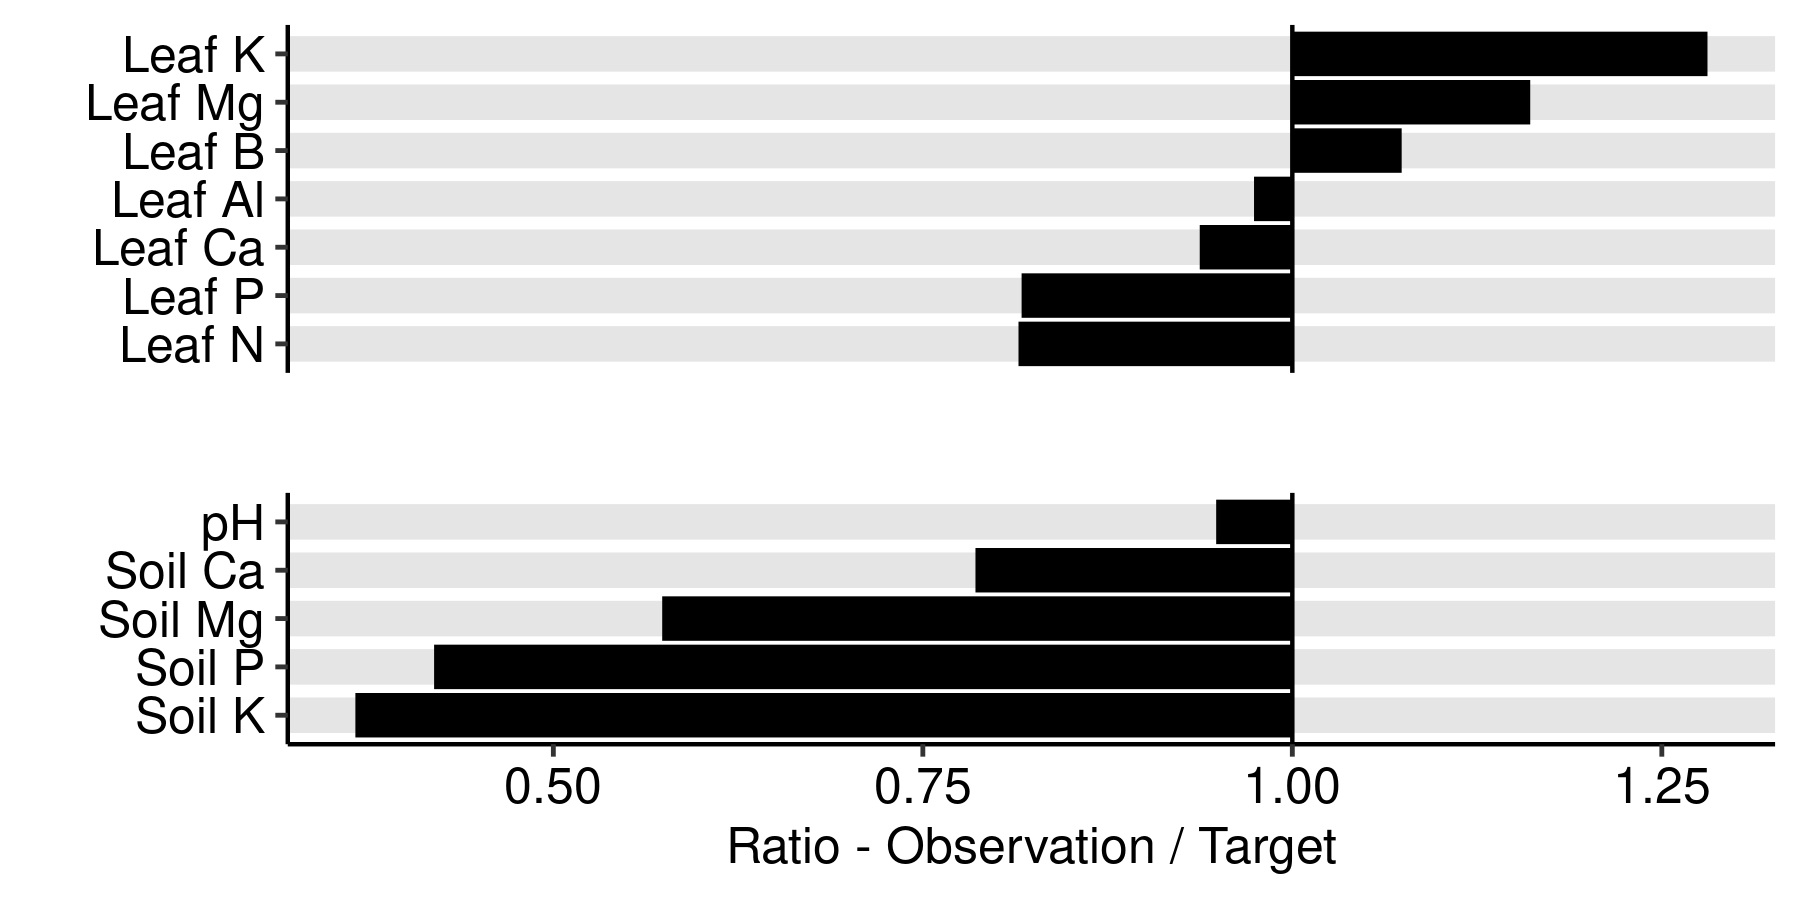 Leaf K
Leaf Mg
Leaf B
Leaf Al
Leaf Ca
Leaf P
Leaf N
pH
Soil Ca
Soil Mg
Soil P
Soil K
0.50 0.75 1.00 1.25
Ratio - Observation / Target